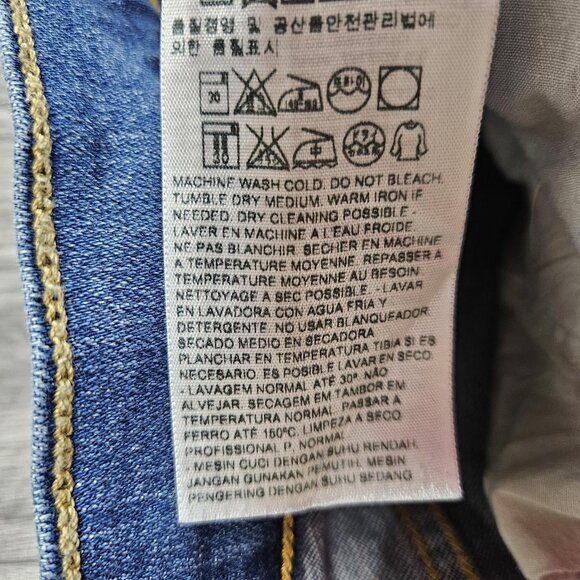 품질경영 및 공산품안전관리법에
의한 품질표시
MACHINE WASH COLD. DO NOT BLEACH.
TUMBLE DRY MEDIUM. WARM IRON IF
NEEDED. DRY CLEANING POSSIBLE -
LAVER EN MACHINE A L'EAU FROIDE
NE PAS BLANCHIR. SECHER EN MACHINE
A TEMPERATURE MOYENNE. REPASSER A
TEMPERATURE MOYENNE AU BESOIN.
NETTOYAGE A SEC POSSIBLE. - LAVAR
EN LAVADORA CON AGUA FRIA Y
DETERGENTE. NO USAR BLANQUEADOR.
SECADO MEDIO EN SECADORA
PLANCHAR EN TEMPERATURA TIBIA SI ES
NECESARIO. ES POSIBLE LAVAR EN SECO.
- LAVAGEM NORMAL ATÉ 30º NÃO
ALVEJAR. SECAGEM EM TAMBOR EM
TEMPERATURA NORMAL. PASSAR A
FERRO ATÉ 150ºC. LIMPEZA A SECO
PROFISSIONAL P, NORMAL.
MESIN CUCI DENGAN SUHU RENDAH.
JANGAN GUNAKAN PEMUTIH. MESIN
PENGERING DENGAN SUHU SEDANG